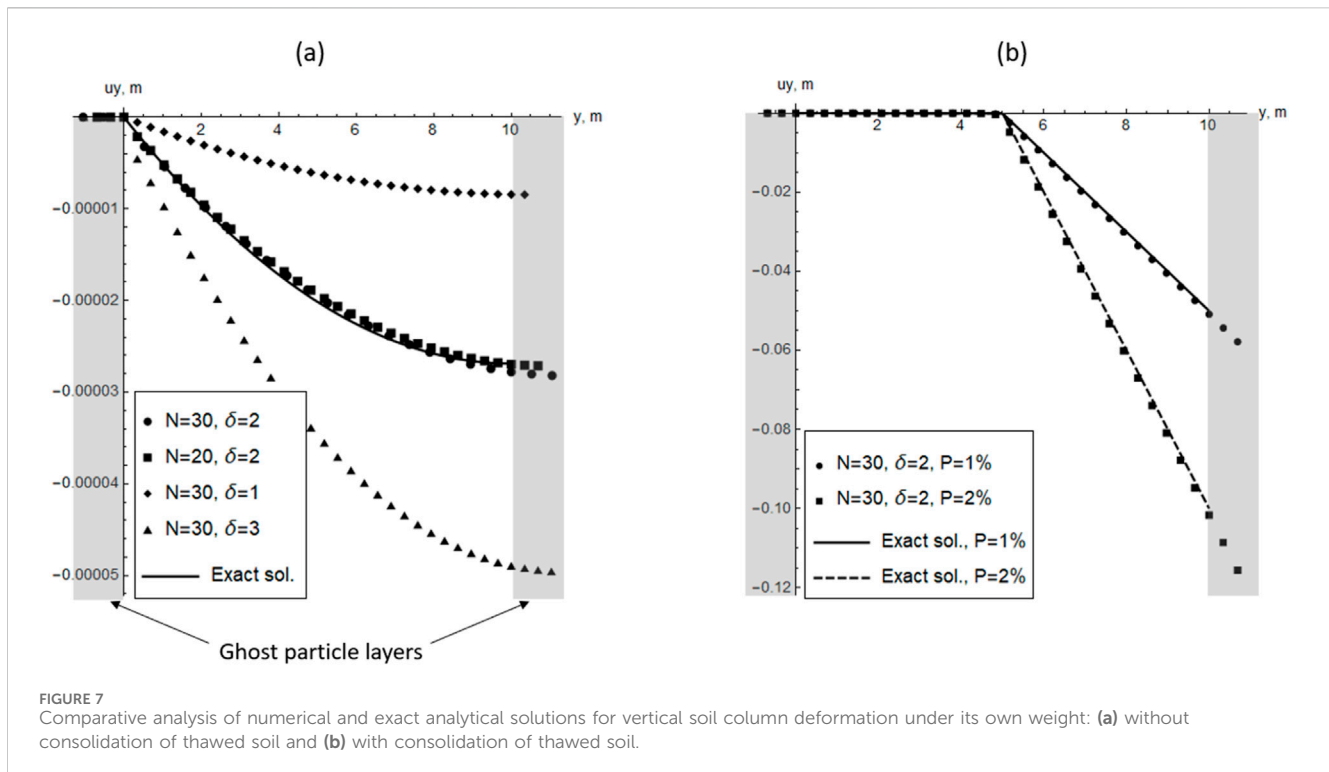 (a)
uy, m
2
4
6
8
10
y, m
−0.00001
−0.00002
−0.00003
−0.00004
−0.00005
N=30, δ=2
N=20, δ=2
N=30, δ=1
N=30, δ=3
Exact sol.
Ghost particle layers
(b)
uy, m
2
4
6
8
10
y, m
−0.02
−0.04
−0.06
−0.08
−0.10
−0.12
N=30, δ=2, P=1%
N=30, δ=2, P=2%
Exact sol., P=1%
Exact sol., P=2%
FIGURE 7
Comparative analysis of numerical and exact analytical solutions for vertical soil column deformation under its own weight: (a) without
consolidation of thawed soil and (b) with consolidation of thawed soil.